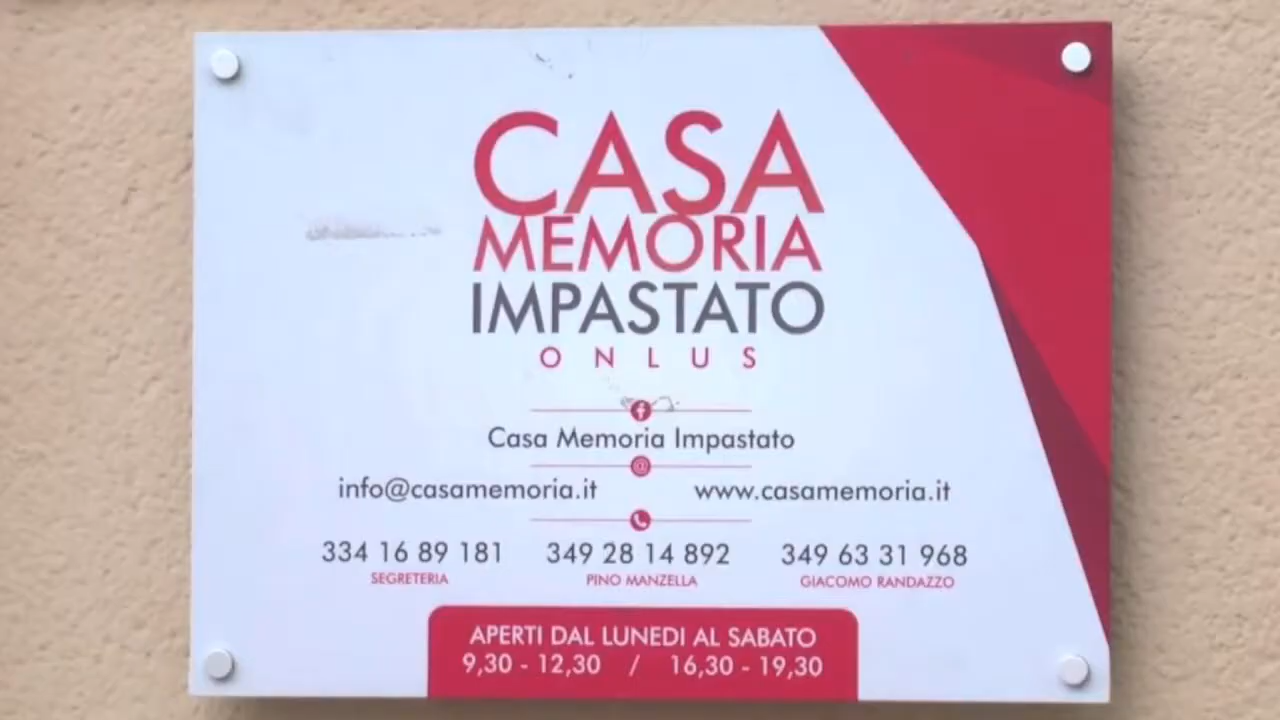 CASA
MEMORIA
IMPASTATO
ONLUS
Casa Memoria Impastato
info@casamemoria.it www.casamemoria.it
334 16 89 181 349 28 14 892 349 63 31 968
SEGRETERIA PINO MANZELLA GIACOMO RANDAZZO
APERTI DAL LUNEDI AL SABATO
9,30 - 12,30 / 16,30 - 19,30